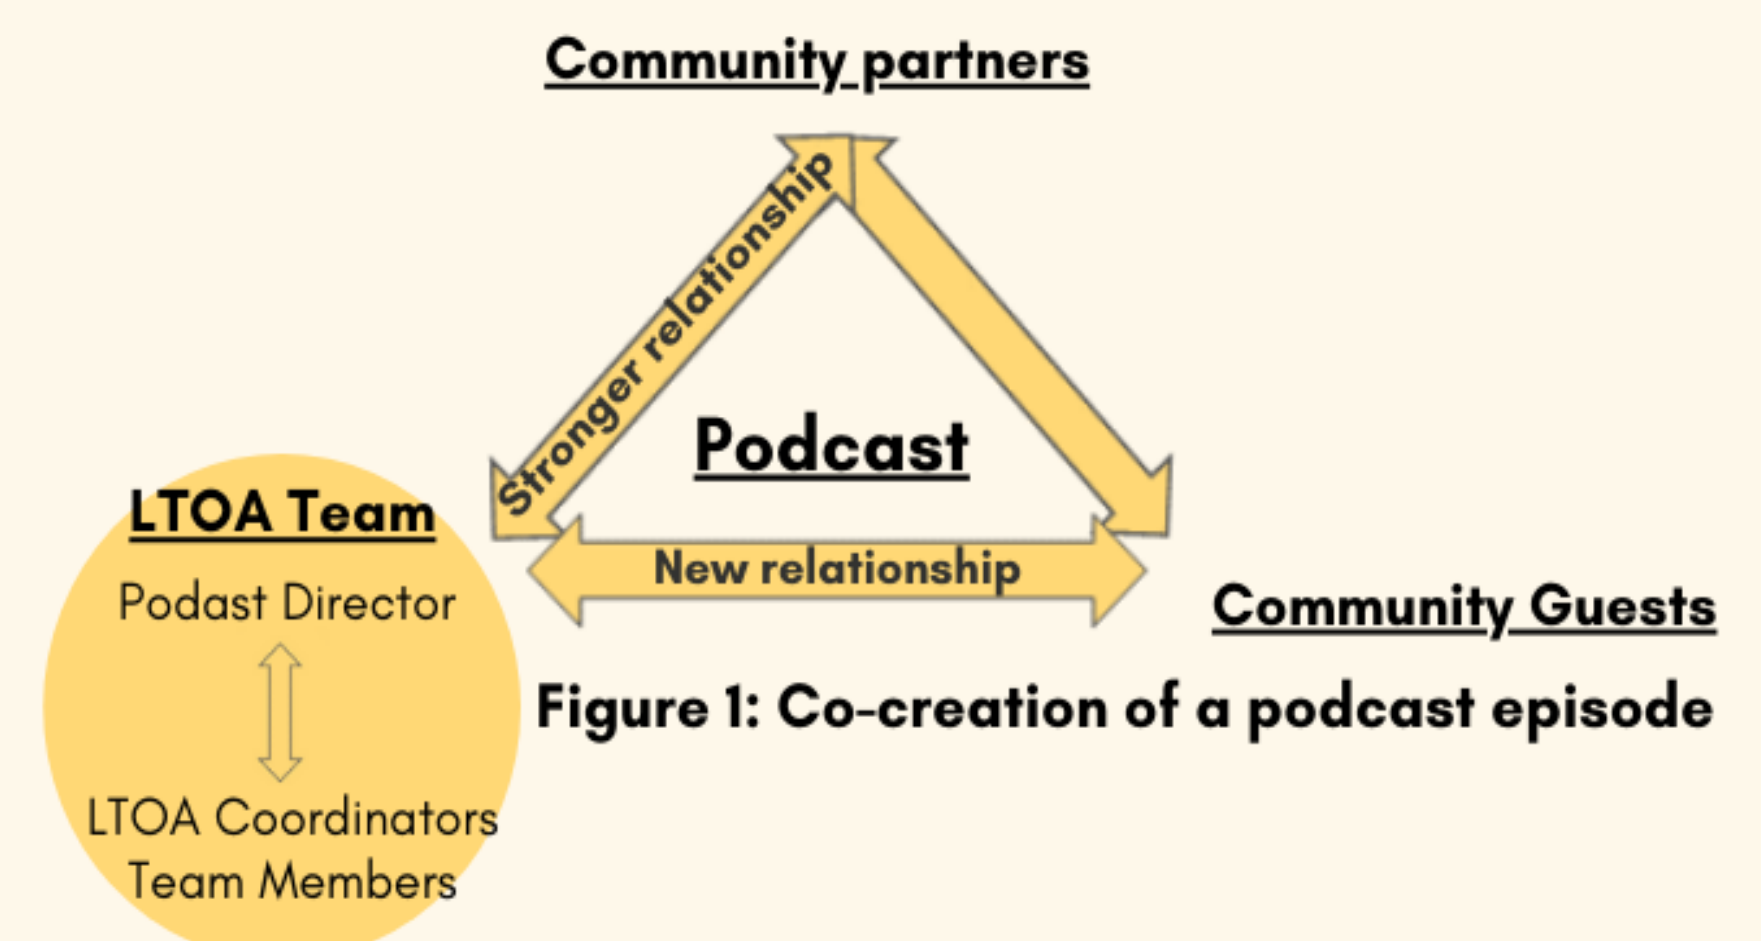 Community partners
Stronger relationship
Podcast
New relationship
LTOA Team
Podast Director
LTOA Coordinators
Team Members
Community Guests
Figure 1: Co-creation of a podcast episode